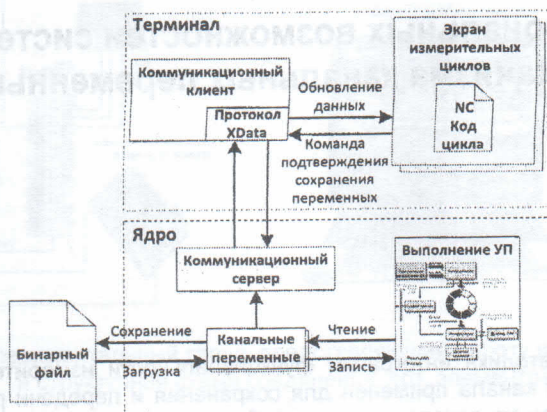 Терминал
Коммуникационный
клиент
Протокол
XData
Обновление
данных
Команда
подтверждения
сохранения
переменных
Экран
измерительных
циклов
NC
Код
цикла
Ядро
Коммуникационный
сервер
Выполнение УП
Бинарный
файл
Сохранение
Загрузка
Канальные
переменные
Чтение
Запись